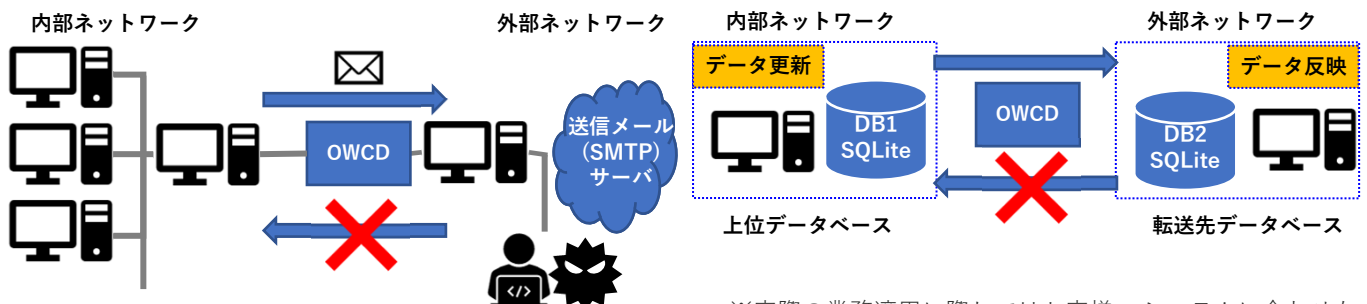 内部ネットワーク
外部ネットワーク
OWCD
送信メール
(SMTP)
サーバ
</>
内部ネットワーク
外部ネットワーク
データ更新
データ反映
DB1
SQLite
OWCD
DB2
SQLite
上位データベース
転送先データベース